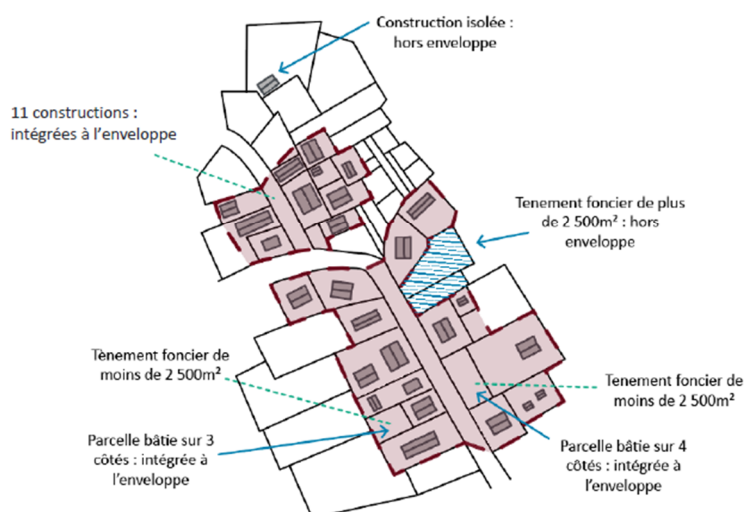 Construction isolée :
hors enveloppe
11 constructions :
intégrées à l'enveloppe
Tenement foncier de plus
de 2 500m² : hors
enveloppe
Tènement foncier de
moins de 2 500m²
Tenement foncier de
moins de 2 500m²
Parcelle bâtie sur 3
côtés : intégrée à
l'enveloppe
Parcelle bâtie sur 4
côtés : intégrée à
l'enveloppe